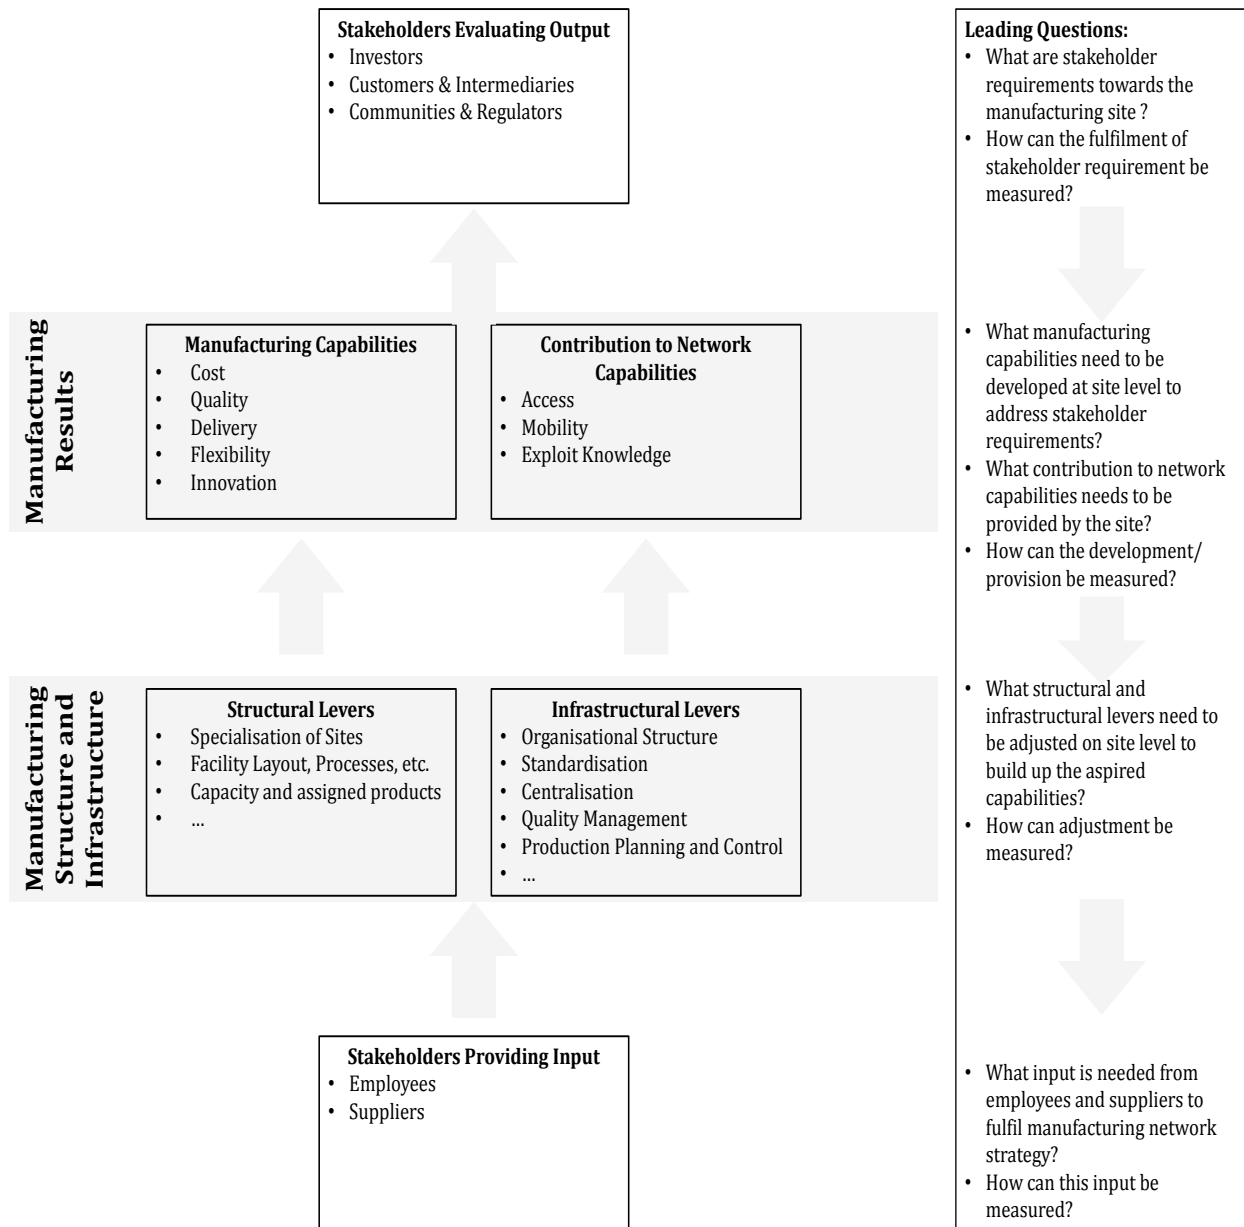 Stakeholders Evaluating Output
• Investors
• Customers & Intermediaries
• Communities & Regulators
Manufacturing
Results
Manufacturing Capabilities
• Cost
• Quality
• Delivery
• Flexibility
• Innovation
Contribution to Network
Capabilities
• Access
• Mobility
• Exploit Knowledge
Manufacturing
Structure and
Infrastructure
Structural Levers
• Specialisation of Sites
• Facility Layout, Processes, etc.
• Capacity and assigned products
• ...
Infrastructural Levers
• Organisational Structure
• Standardisation
• Centralisation
• Quality Management
• Production Planning and Control
• ...
Stakeholders Providing Input
• Employees
• Suppliers
Leading Questions:
• What are stakeholder
requirements towards the
manufacturing site ?
• How can the fulfilment of
stakeholder requirement be
measured?
• What manufacturing
capabilities need to be
developed at site level to
address stakeholder
requirements?
• What contribution to network
capabilities needs to be
provided by the site?
• How can the development/
provision be measured?
• What structural and
infrastructural levers need to
be adjusted on site level to
build up the aspired
capabilities?
• How can adjustment be
measured?
• What input is needed from
employees and suppliers to
fulfil manufacturing network
strategy?
• How can this input be
measured?